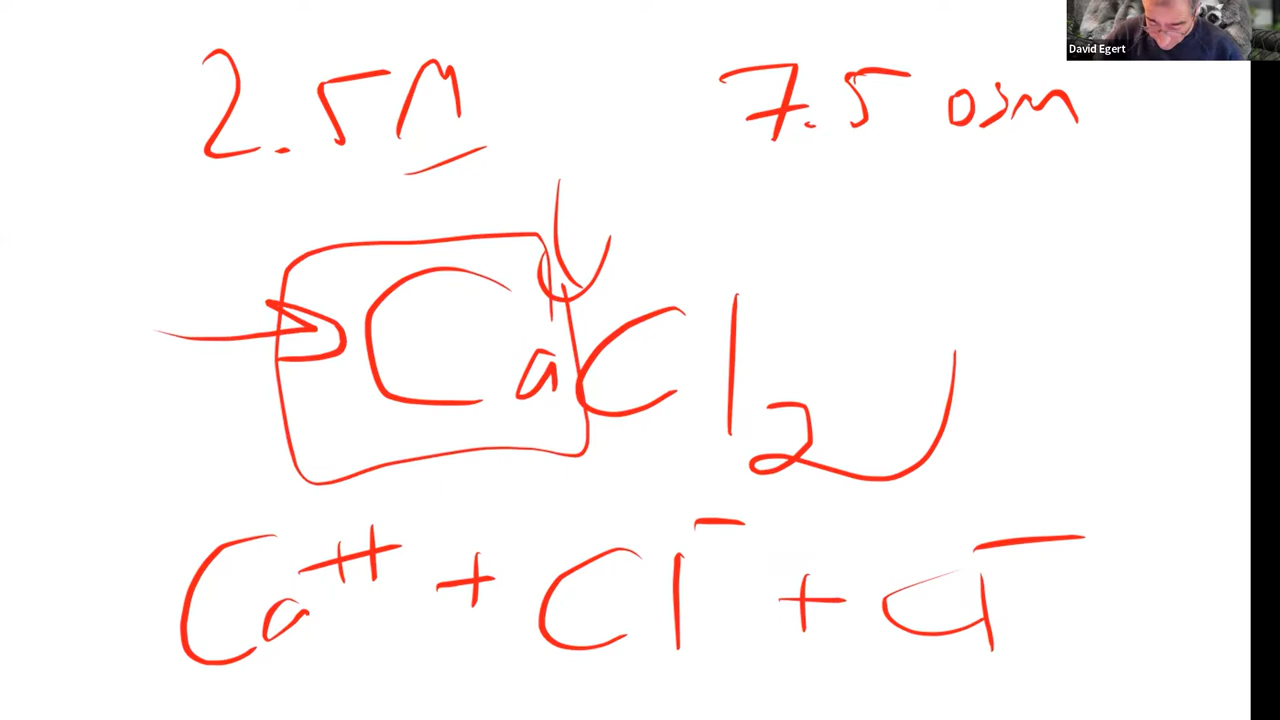 David Egert
2.5M 7.5 osm
CaCl2
Ca++ + Cl- + Cl-